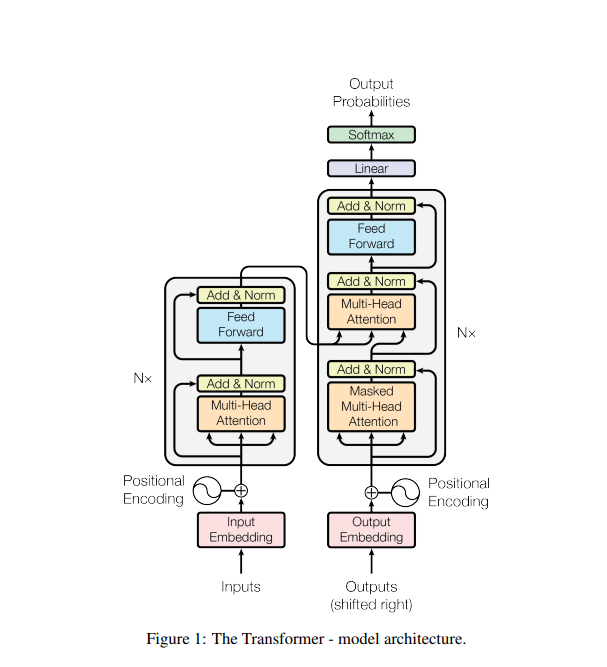 Output
Probabilities
Softmax
Linear
Add & Norm
Feed
Forward
Add & Norm
Multi-Head
Attention
Add & Norm
Masked
Multi-Head
Attention
N×
Positional
Encoding
Output
Embedding
Outputs
(shifted right)
Add & Norm
Feed
Forward
Add & Norm
Multi-Head
Attention
N×
Positional
Encoding
Input
Embedding
Inputs
Figure 1: The Transformer - model architecture.